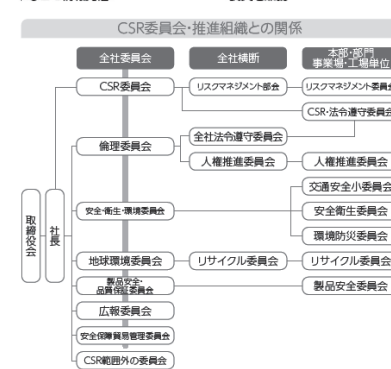 CSR委員会・推進組織との関係
全社委員会
全社横断
本部・部門
事業場・工場単位
CSR委員会
リスクマネジメント部会
リスクマネジメント委員会
CSR・法令遵守委員会
倫理委員会
全社法令遵守委員会
人権推進委員会
人権推進委員会
交通安全小委員会
安全・衛生・環境委員会
安全衛生委員会
環境防災委員会
取締役会
社長
地球環境委員会
リサイクル委員会
リサイクル委員会
製品安全・
品質保証委員会
製品安全委員会
広報委員会
安全保障貿易管理委員会
CSR範囲外の委員会